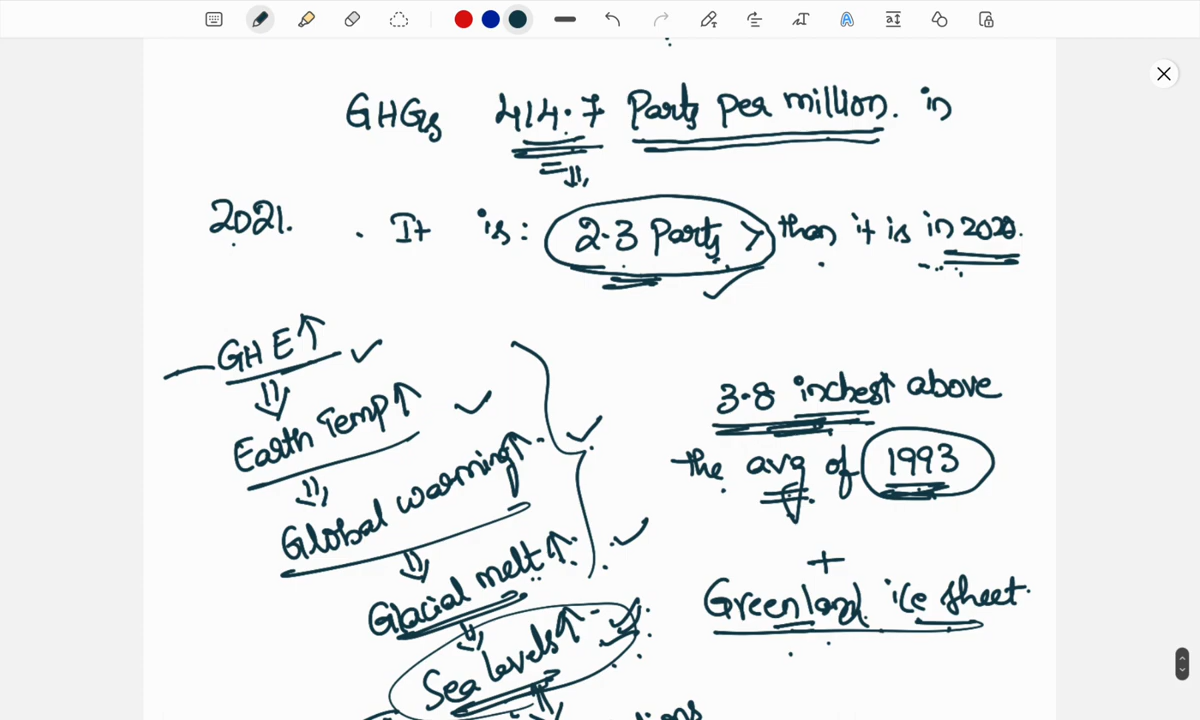 GHGs 414.7 Parts per million. in
2021. It is: 2.3 Parts > than it is in 2020.
GHE↑
Earth Temp↑
Global warming↑
Glacial melt↑
Sea levels↑
3.8 inchest above
the avg of 1993
+
Greenland ice sheet.